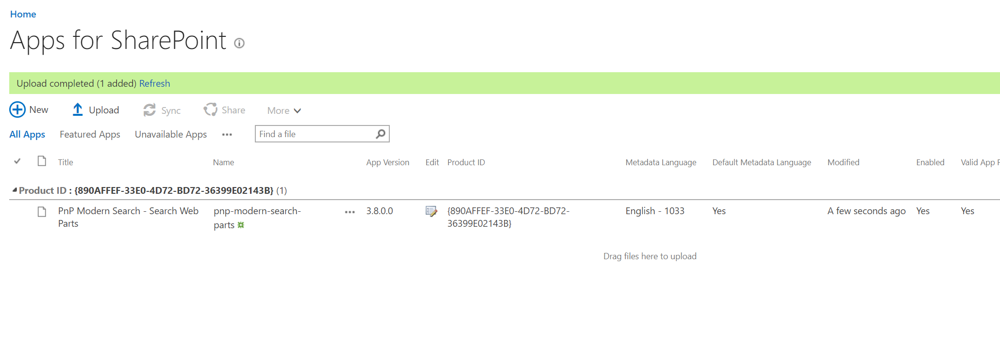 Home
Apps for SharePoint
Upload completed (1 added) Refresh
New Upload Sync Share More
All Apps Featured Apps Unavailable Apps ••• Find a file
Title Name App Version Edit Product ID Metadata Language Default Metadata Language Modified Enabled Valid App P
Product ID : {890AFFEF-33E0-4D72-BD72-36399E02143B} (1)
PnP Modern Search - Search Web pnp-modern-search- ••• 3.8.0.0 {890AFFEF-33E0-4D72-BD72- English - 1033 Yes A few seconds ago Yes Yes
Parts parts 36399E02143B}
Drag files here to upload